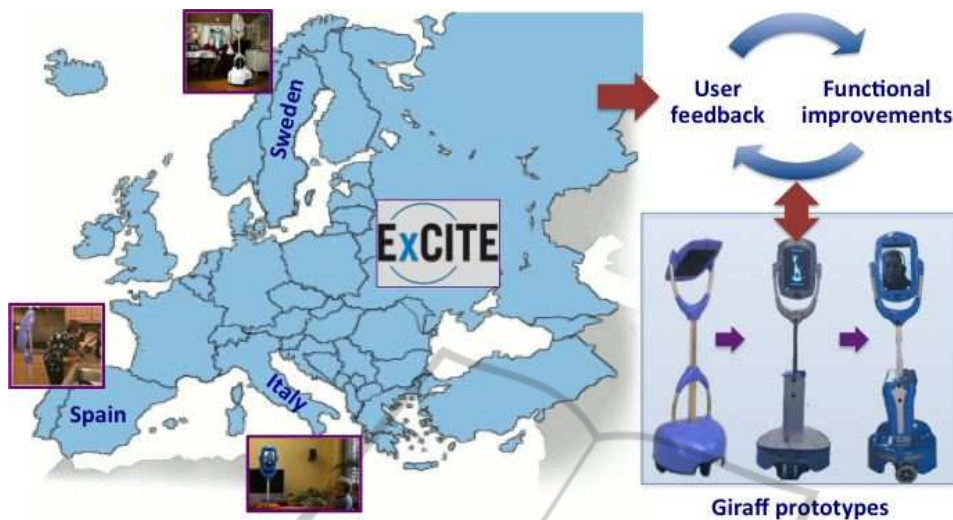 Sweden
ExCITE
Spain
Italy
User
feedback
Functional
improvements
Giraff prototypes